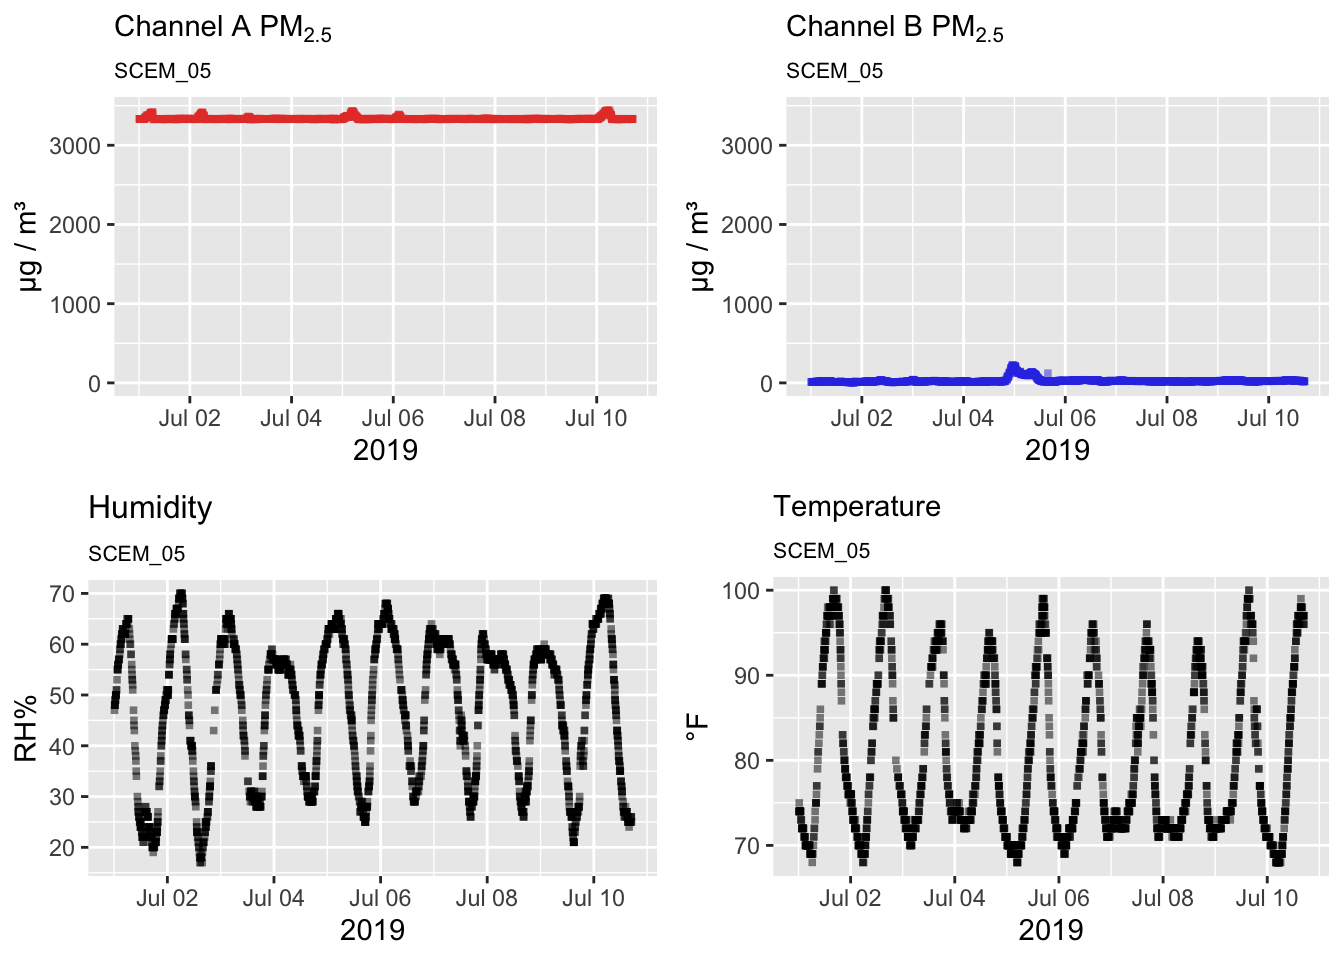 Channel A PM2.5
SCEM_05
µg / m³
3000
2000
1000
0
Jul 02 Jul 04 Jul 06 Jul 08 Jul 10
2019
Channel B PM2.5
SCEM_05
µg / m³
3000
2000
1000
0
Jul 02 Jul 04 Jul 06 Jul 08 Jul 10
2019
Humidity
SCEM_05
RH%
70
60
50
40
30
20
Jul 02 Jul 04 Jul 06 Jul 08 Jul 10
2019
Temperature
SCEM_05
°F
100
90
80
70
Jul 02 Jul 04 Jul 06 Jul 08 Jul 10
2019